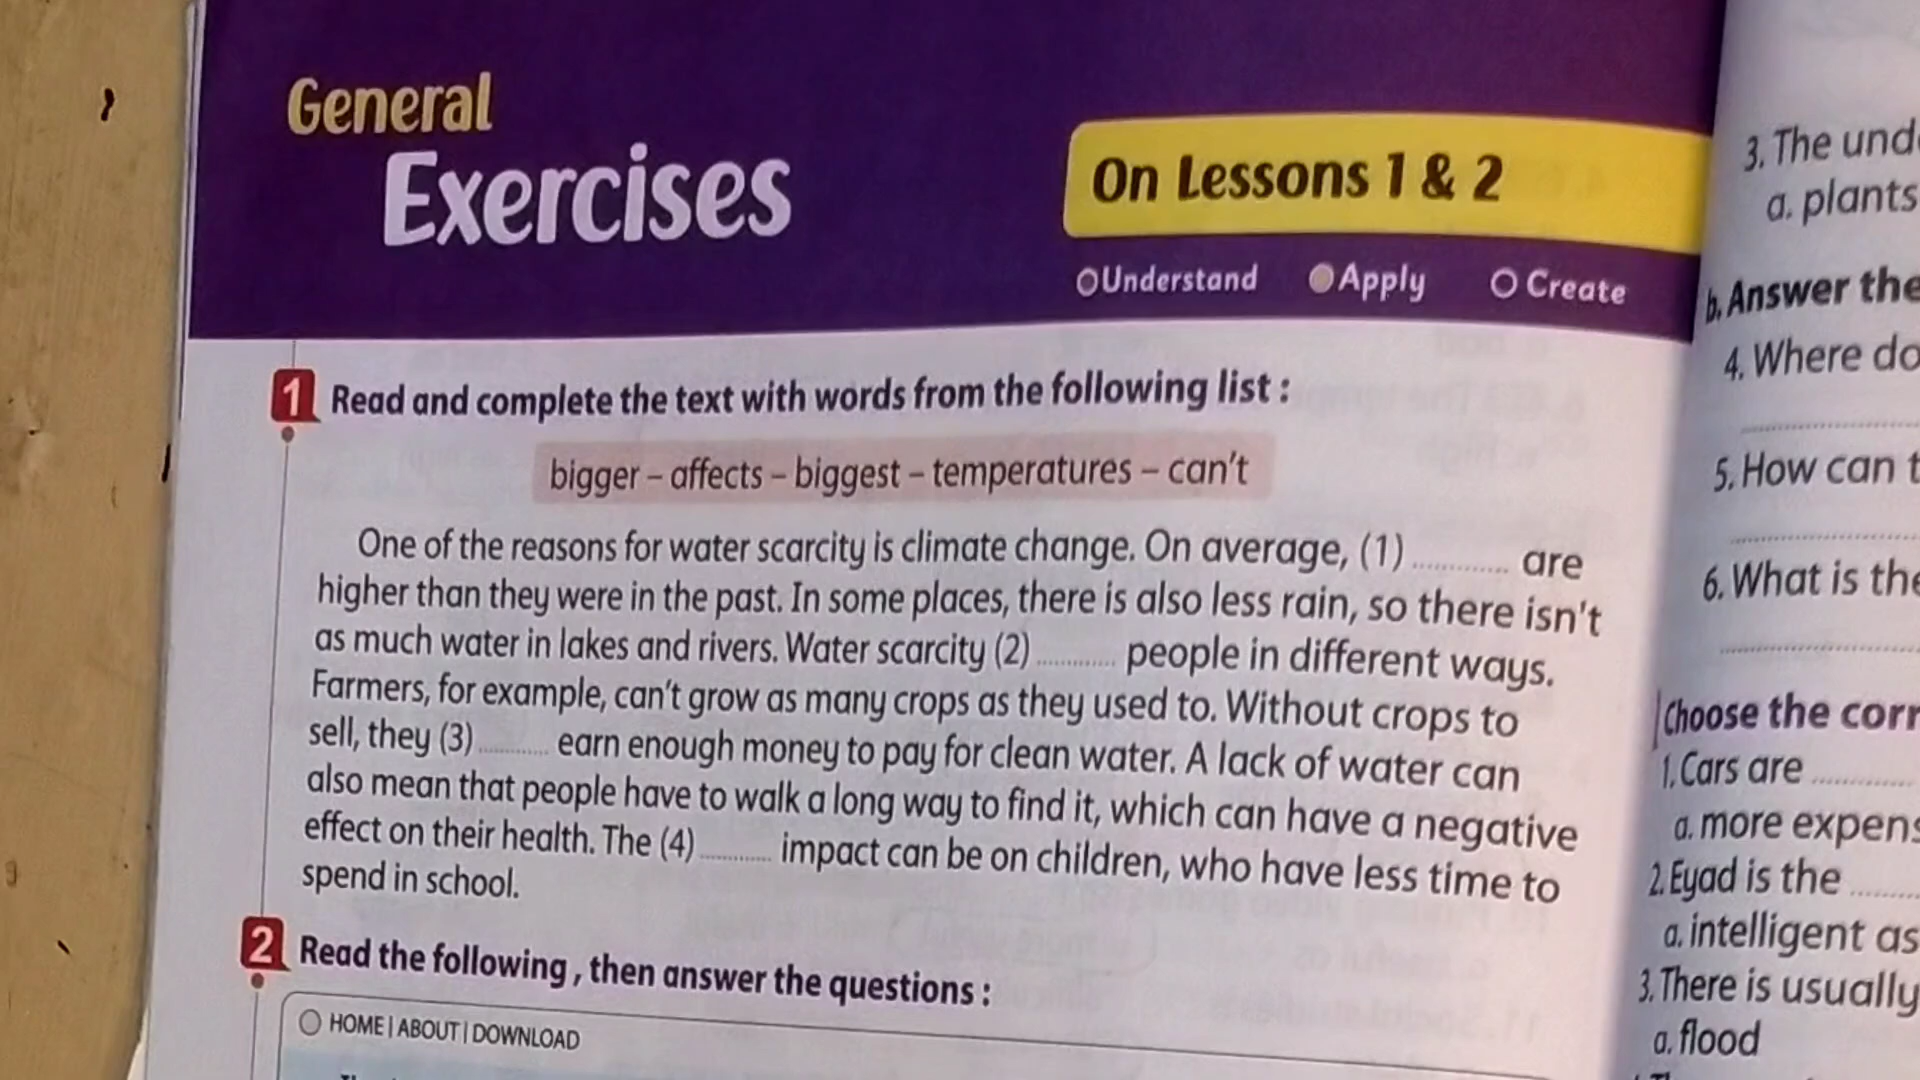 General
Exercises
On Lessons 1 & 2
Understand Apply Create
1 Read and complete the text with words from the following list :
bigger – affects – biggest – temperatures – can't
One of the reasons for water scarcity is climate change. On average, (1) ............ are
higher than they were in the past. In some places, there is also less rain, so there isn't
as much water in lakes and rivers. Water scarcity (2) ............ people in different ways.
Farmers, for example, can't grow as many crops as they used to. Without crops to
sell, they (3) ............ earn enough money to pay for clean water. A lack of water can
also mean that people have to walk a long way to find it, which can have a negative
effect on their health. The (4) ............ impact can be on children, who have less time to
spend in school.
2 Read the following , then answer the questions :
HOME | ABOUT | DOWNLOAD
3. The
a. plants
b. Answer the
4. Where do
5. How can
6. What is the
Choose the
1. Cars are ............
a. more
2. Eyad is the ............
a. intelligent as
3. There is usually
a. flood